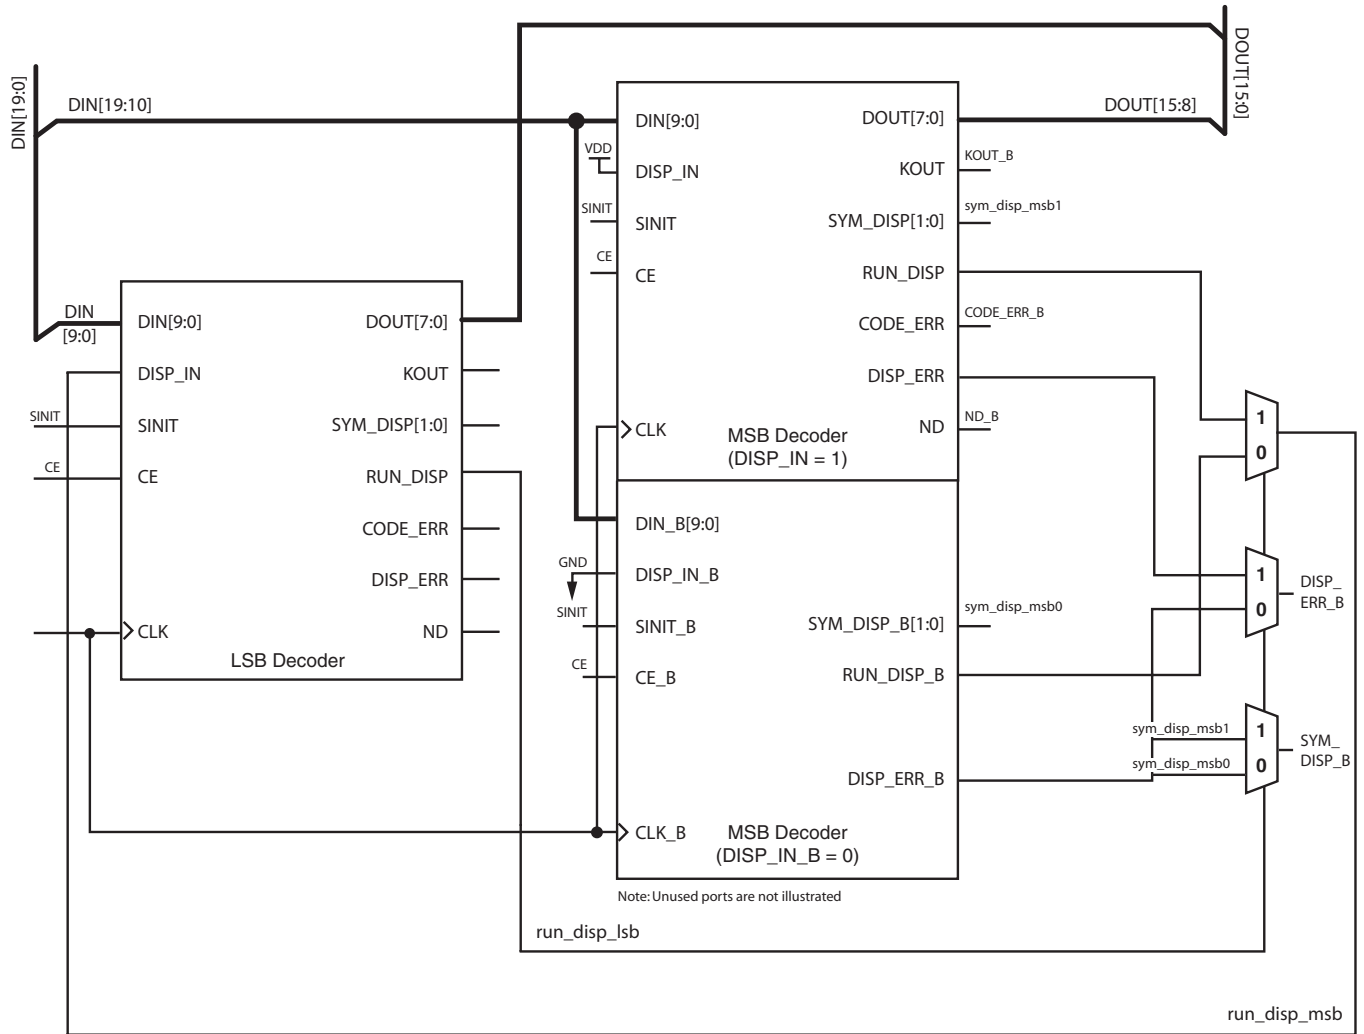 DIN[19:0]
DIN[19:10]
DOUT[15:0]
DOUT[15:8]
DIN[9:0]
VDD
DISP_IN
SINIT
SINIT
CE
CE
CLK
DOUT[7:0]
KOUT
KOUT_B
SYM_DISP[1:0]
sym_disp_msb1
RUN_DISP
CODE_ERR
CODE_ERR_B
DISP_ERR
ND
ND_B
MSB Decoder
(DISP_IN = 1)
DIN
[9:0]
DIN[9:0]
DISP_IN
SINIT
SINIT
CE
CE
CLK
DOUT[7:0]
KOUT
SYM_DISP[1:0]
RUN_DISP
CODE_ERR
DISP_ERR
ND
LSB Decoder
DIN_B[9:0]
GND
DISP_IN_B
SINIT
SINIT_B
CE
CE_B
CLK_B
SYM_DISP_B[1:0]
sym_disp_msb0
RUN_DISP_B
DISP_ERR_B
MSB Decoder
(DISP_IN_B = 0)
1
0
1
0
DISP_
ERR_B
sym_disp_msb1
sym_disp_msb0
1
0
SYM_
DISP_B
Note: Unused ports are not illustrated
run_disp_lsb
run_disp_msb